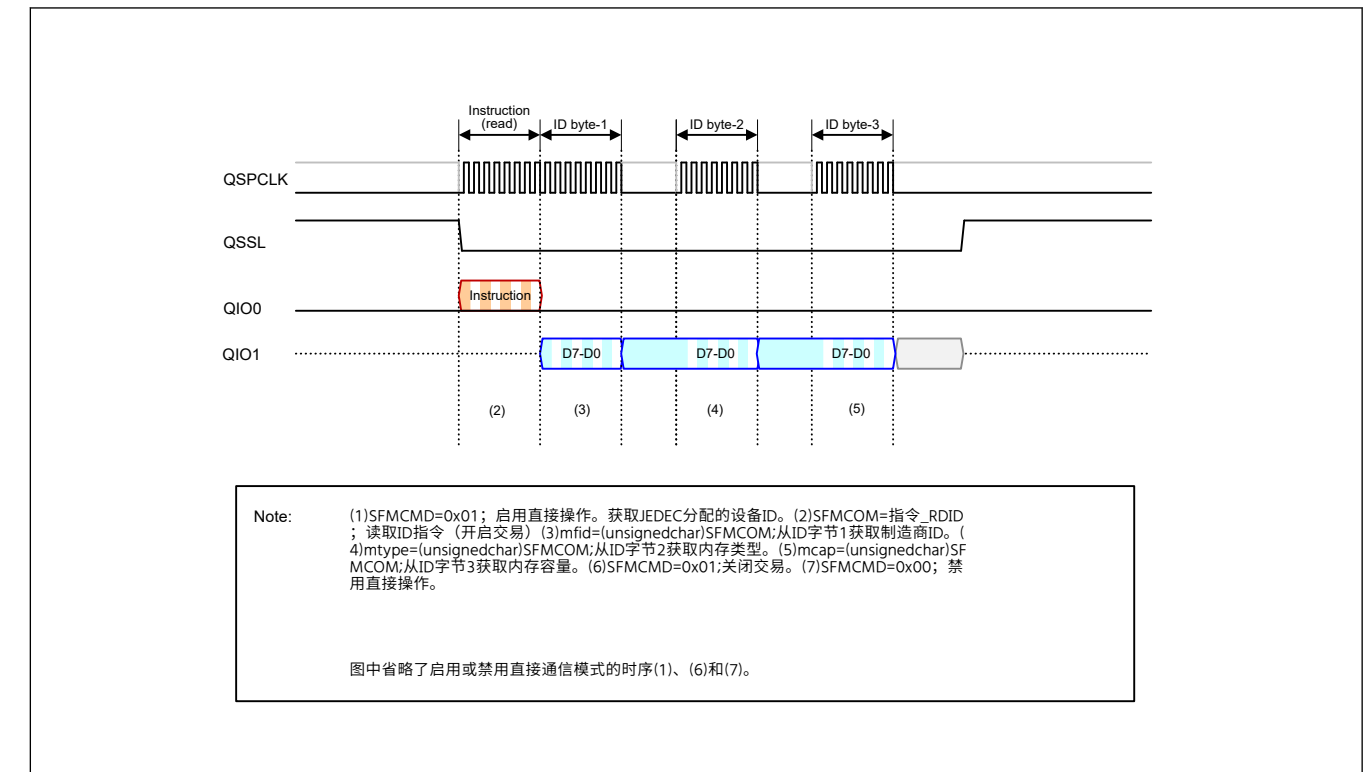 Instruction
(read)
ID byte-1
ID byte-2
ID byte-3
QSPCLK
QSSL
Instruction
QIO0
QIO1
D7-D0
D7-D0
D7-D0
(2)
(3)
(4)
(5)
Note:
(1)SFMCMD=0x01；启用直接操作。获取JEDEC分配的设备ID。(2)SFMCOM=指令_RDID
；读取ID指令（开启交易）(3)mfid=(unsignedchar)SFMCOM;从ID字节1获取制造商ID。(
4)mtype=(unsignedchar)SFMCOM;从ID字节2获取内存类型。(5)mcap=(unsignedchar)SF
MCOM;从ID字节3获取内存容量。(6)SFMCMD=0x01;关闭交易。(7)SFMCMD=0x00；禁
用直接操作。
图中省略了启用或禁用直接通信模式的时序(1)、(6)和(7)。